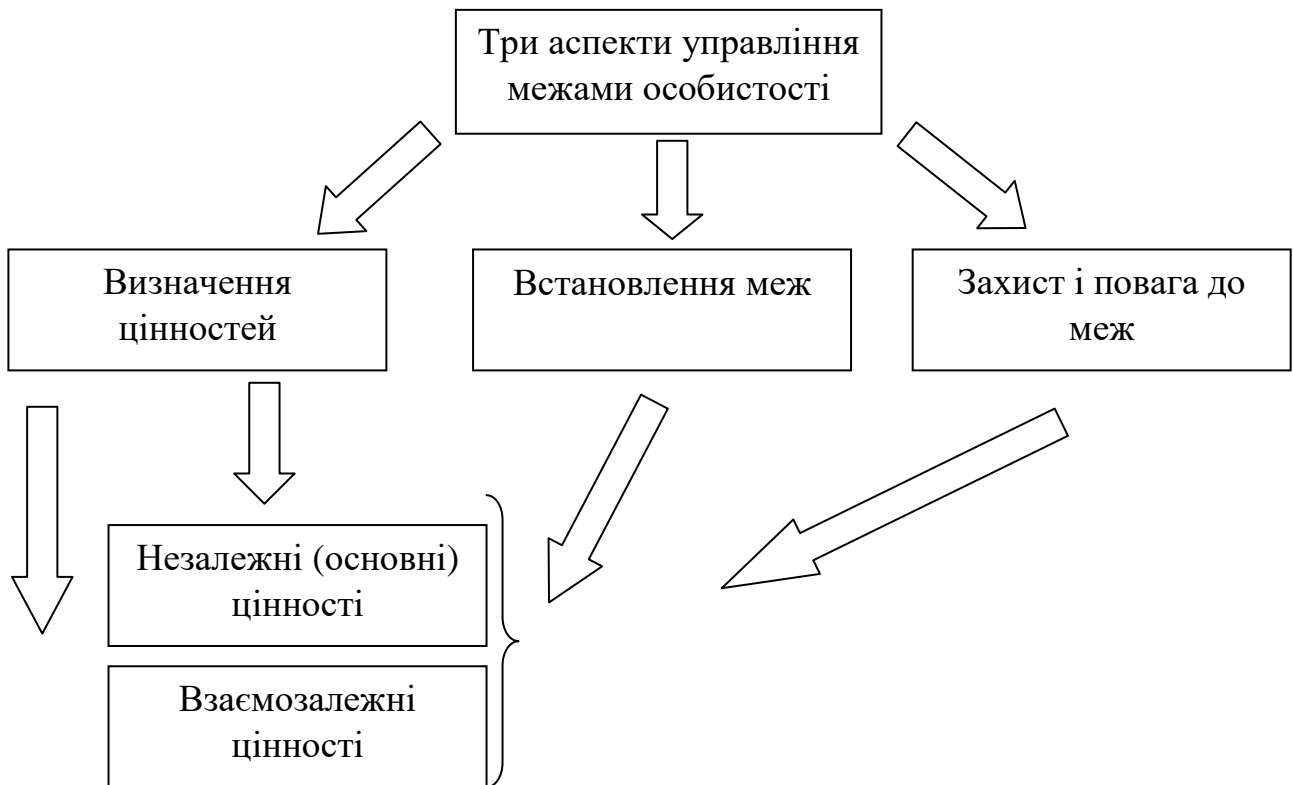 Три аспекти управління
межами особистості
Визначення
цінностей
Встановлення меж
Захист і повага до
меж
Незалежні (основні)
цінності
Взаємозалежні
цінності